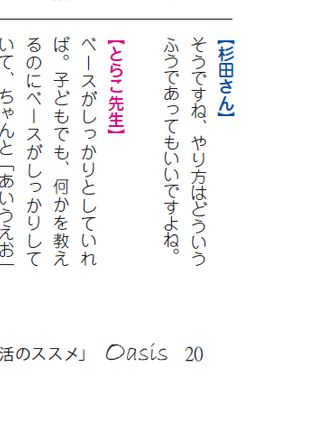 【杉田さん】
そうですね、やり方はどういう
ふうであってもいいですよね。
【とらこ先生】
ベースがしっかりとしていれ
ば。子どもでも、何かを教え
るのにベースがしっかりして
いて、ちゃんと「あいうえお」
活のススメ」 Oasis 20